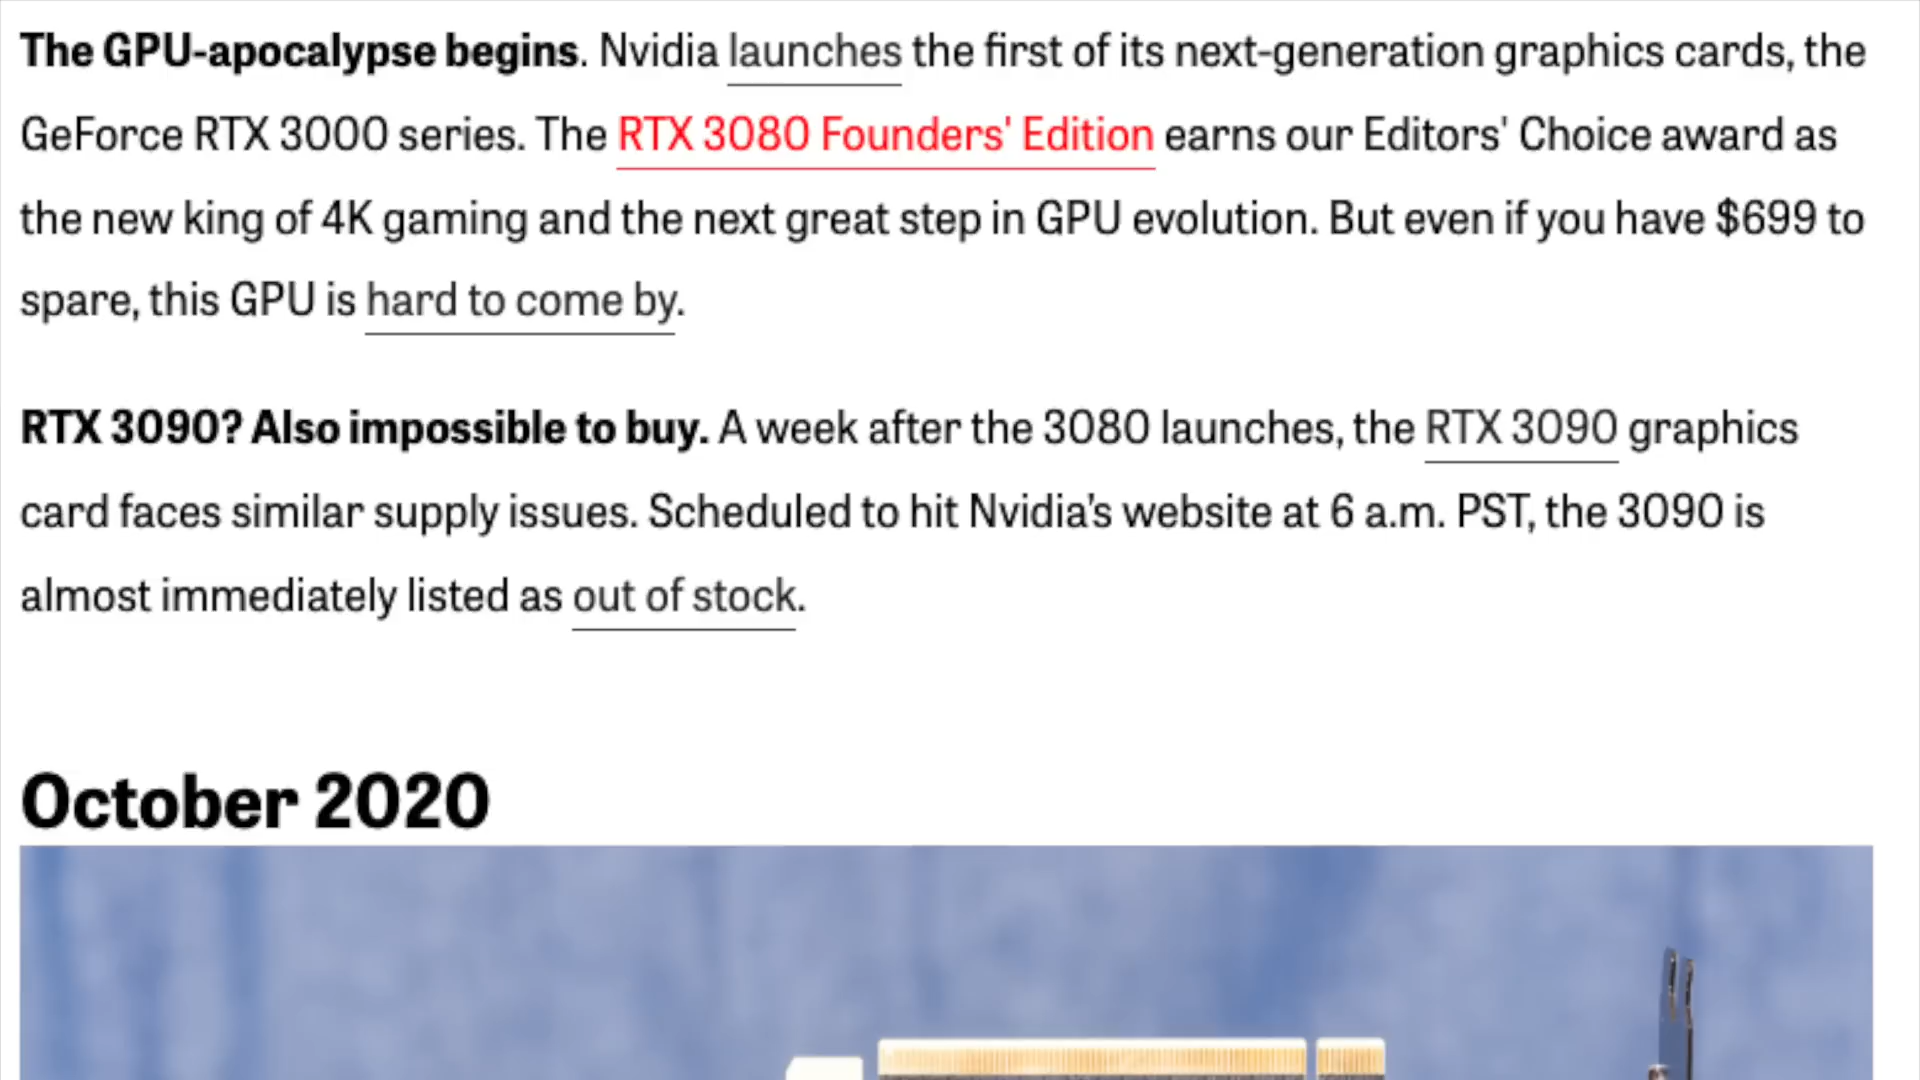 The GPU-apocalypse begins. Nvidia launches the first of its next-generation graphics cards, the
GeForce RTX 3000 series. The RTX 3080 Founders' Edition earns our Editors' Choice award as
the new king of 4K gaming and the next great step in GPU evolution. But even if you have $699 to
spare, this GPU is hard to come by.
RTX 3090? Also impossible to buy. A week after the 3080 launches, the RTX 3090 graphics
card faces similar supply issues. Scheduled to hit Nvidia’s website at 6 a.m. PST, the 3090 is
almost immediately listed as out of stock.
October 2020